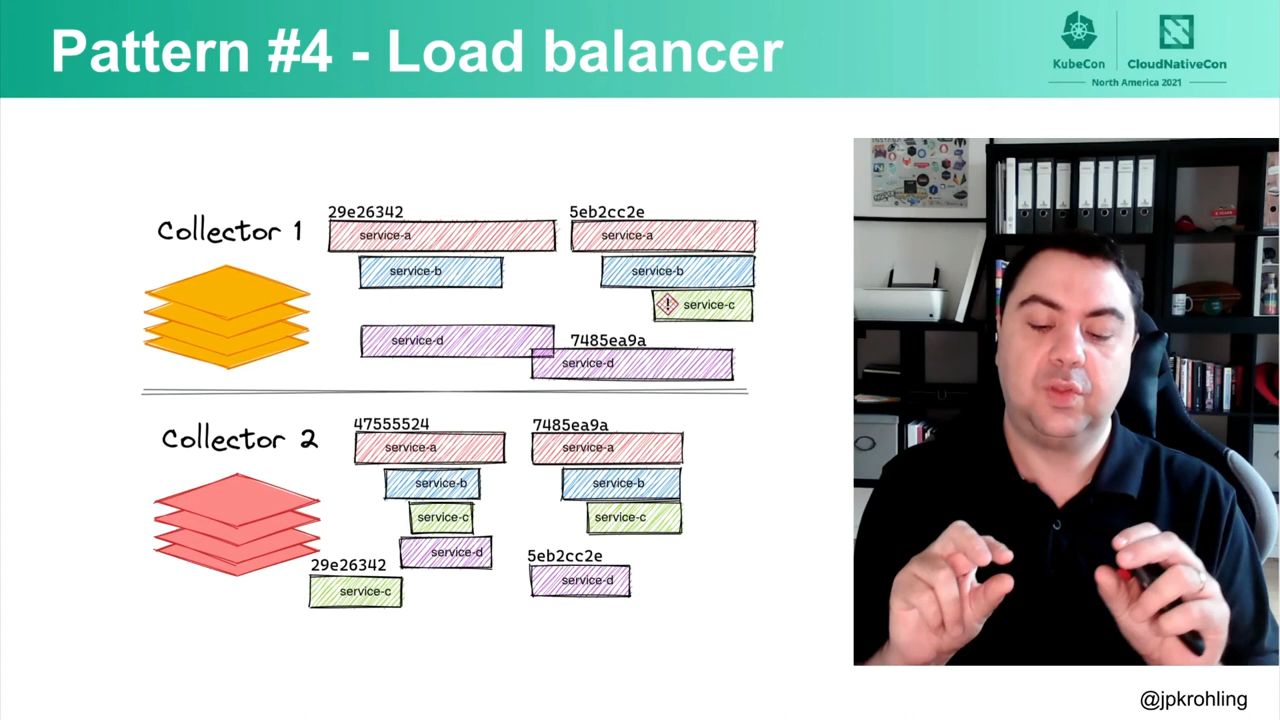 Pattern #4 - Load balancer
KubeCon
CloudNativeCon
North America 2021
Collector 1
29e26342
service-a
service-b
service-d
5eb2cc2e
service-a
service-b
service-c
7485ea9a
service-d
Collector 2
47555524
service-a
service-b
service-c
service-d
29e26342
service-c
7485ea9a
service-a
service-b
service-c
5eb2cc2e
service-d
@jpkrohling